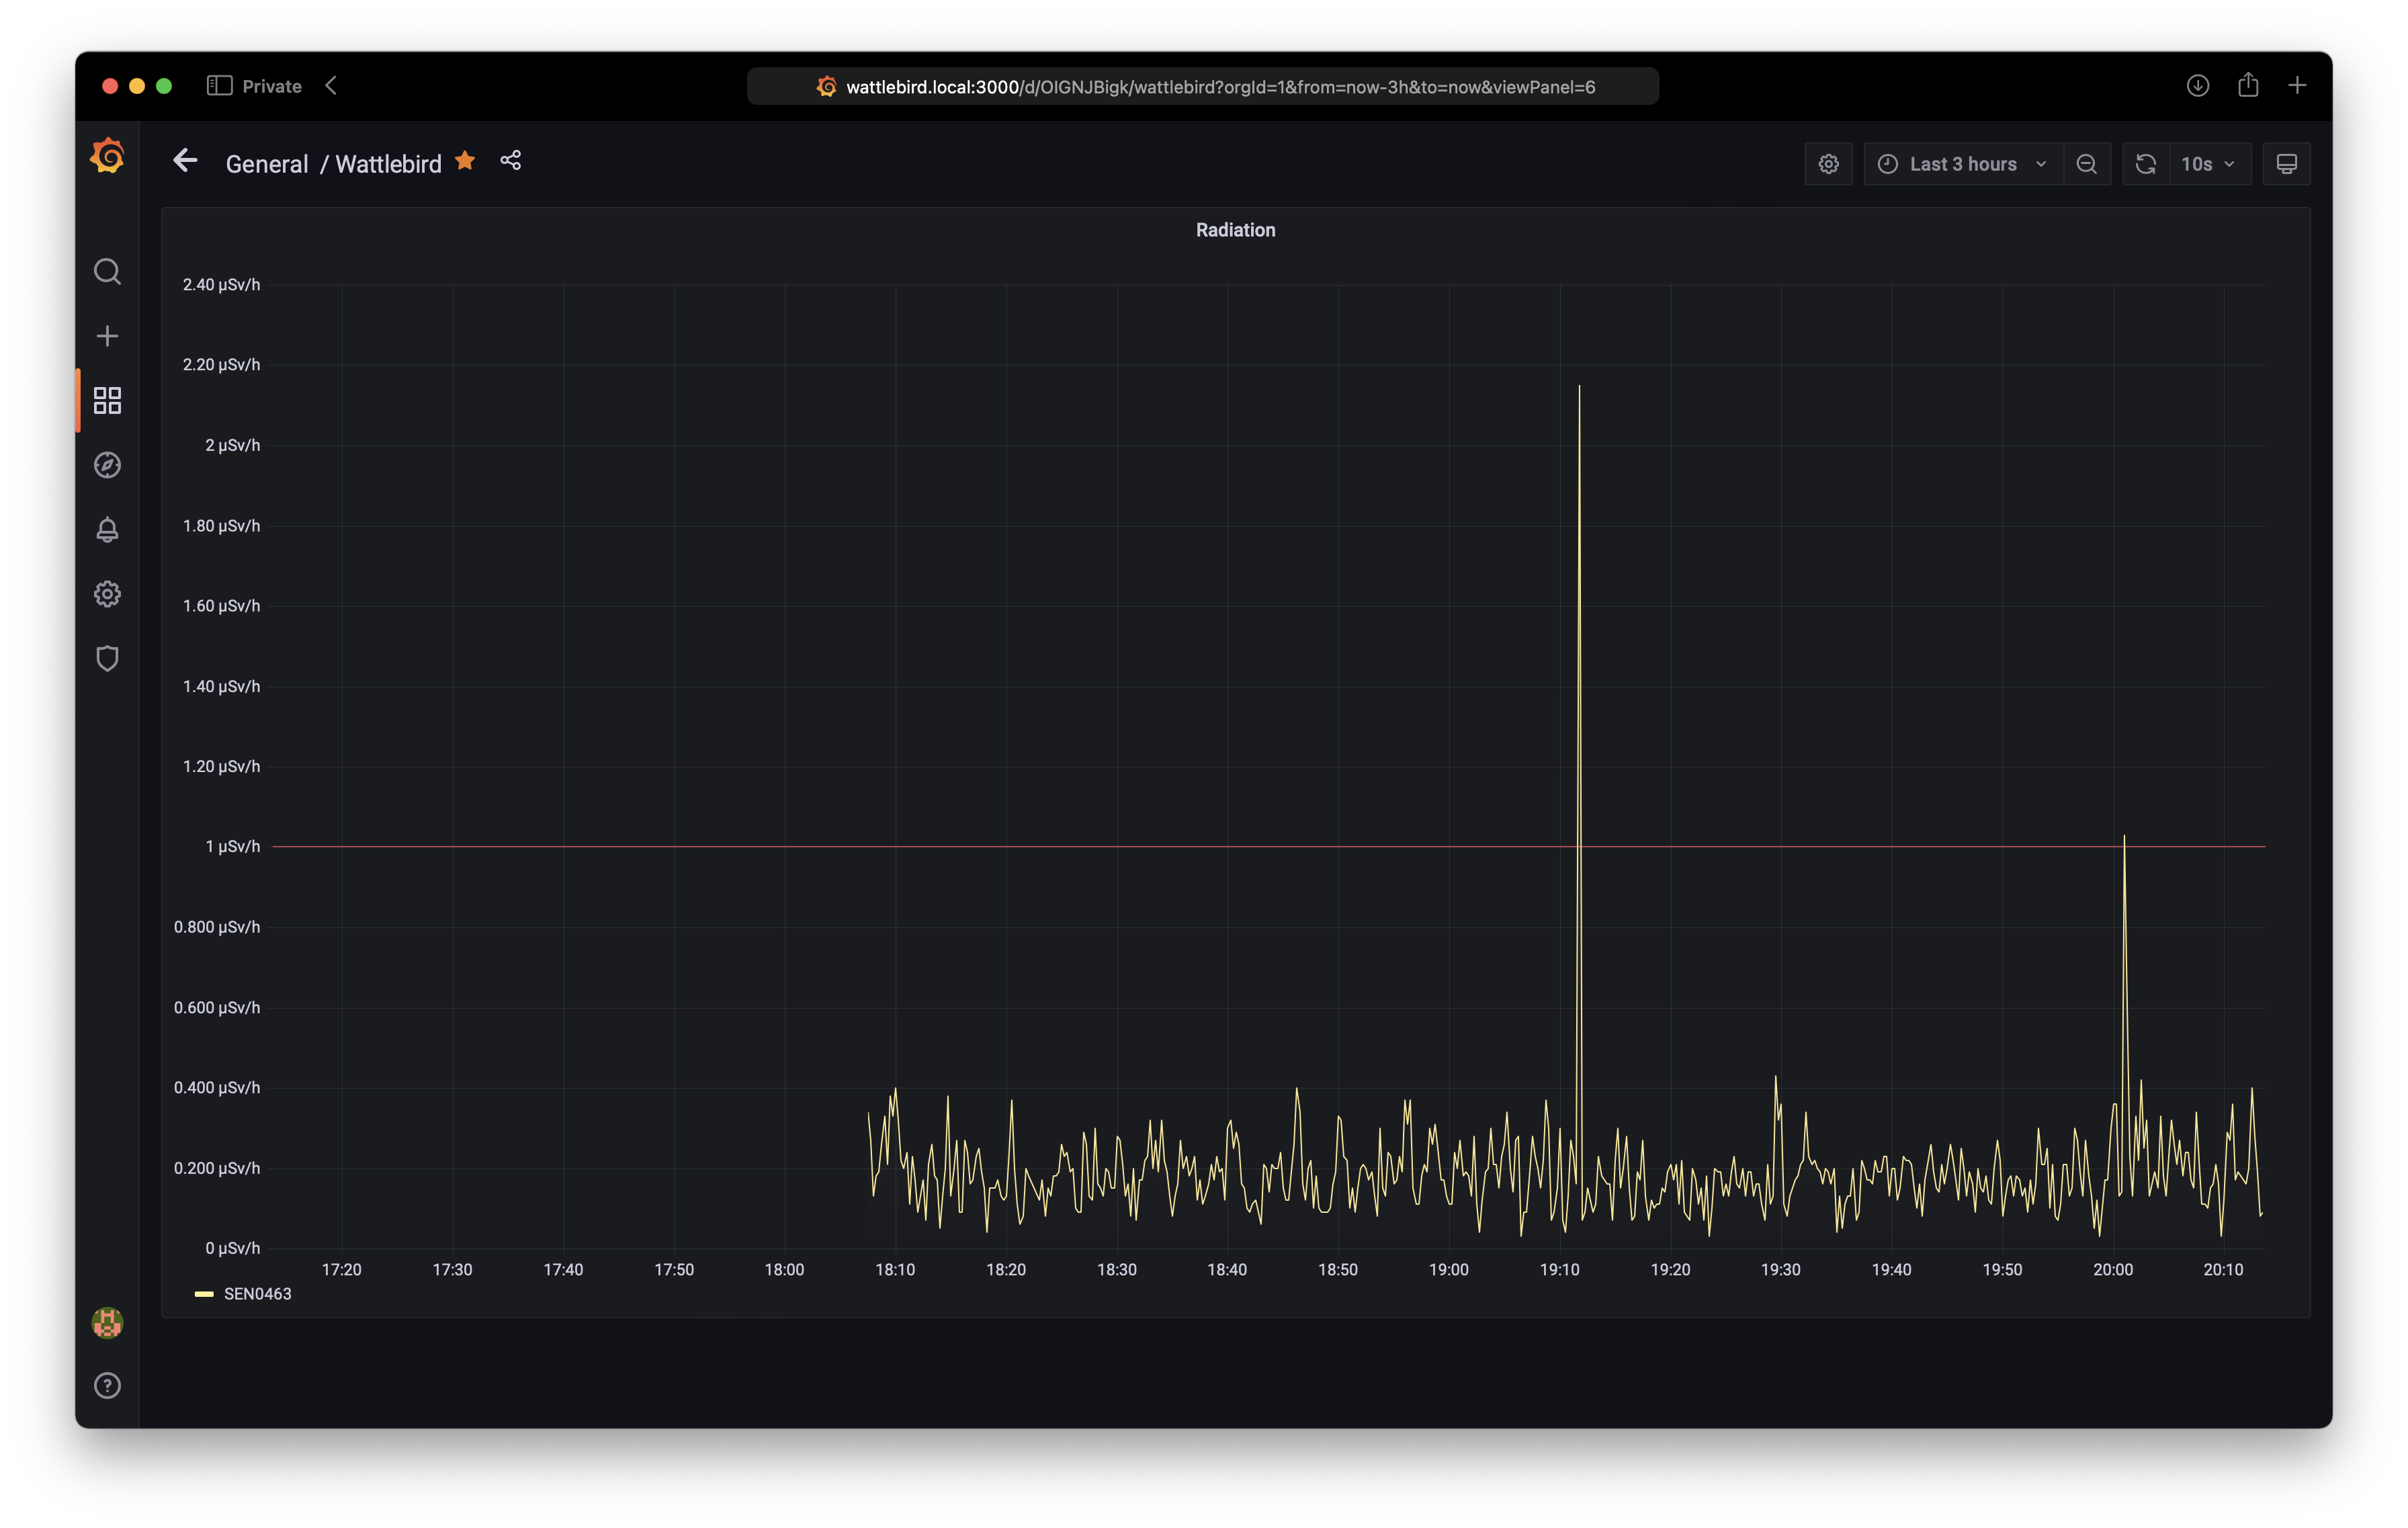 Private
wattlebird.local:3000/d/OIGNJBigk/wattlebird?orgId=1&from=now-3h&to=now&viewPanel=6
General / Wattlebird
Last 3 hours
10s
Radiation
2.40 µSv/h
2.20 µSv/h
2 µSv/h
1.80 µSv/h
1.60 µSv/h
1.40 µSv/h
1.20 µSv/h
1 µSv/h
0.800 µSv/h
0.600 µSv/h
0.400 µSv/h
0.200 µSv/h
0 µSv/h
17:20 17:30 17:40 17:50 18:00 18:10 18:20 18:30 18:40 18:50 19:00 19:10 19:20 19:30 19:40 19:50 20:00 20:10
SEN0463